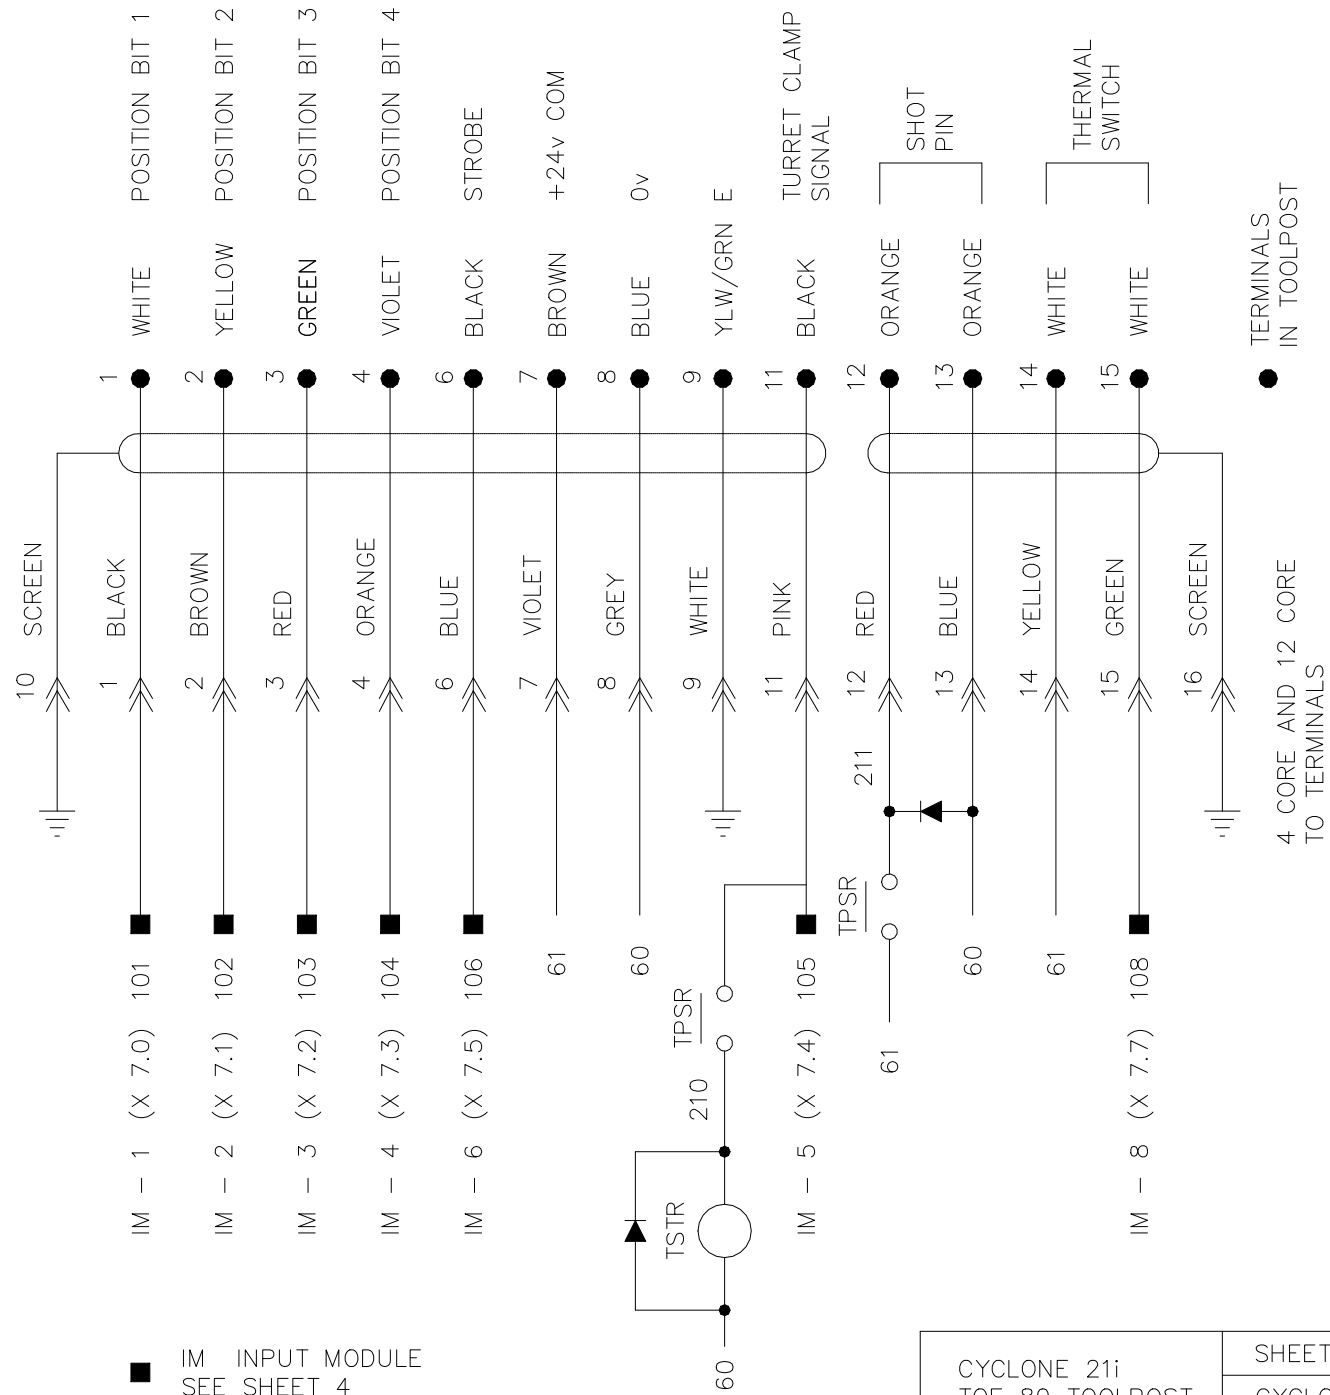 POSITION BIT 1
POSITION BIT 2
POSITION BIT 3
POSITION BIT 4
STROBE
+24v COM
0v
E
TURRET CLAMP
SIGNAL
SHOT
PIN
THERMAL
SWITCH
WHITE
YELLOW
GREEN
VIOLET
BLACK
BROWN
BLUE
YLW/GRN
BLACK
ORANGE
ORANGE
WHITE
WHITE
TERMINALS
IN TOOLPOST
1
2
3
4
6
7
8
9
11
12
13
14
15
SCREEN
BLACK
BROWN
RED
ORANGE
BLUE
VIOLET
GREY
WHITE
PINK
RED
BLUE
YELLOW
GREEN
SCREEN
10
1
2
3
4
6
7
8
9
11
12
13
14
15
16
4 CORE AND 12 CORE
TO TERMINALS
211
TPSR
61
60
61
IM - 1 (X 7.0) 101
IM - 2 (X 7.1) 102
IM - 3 (X 7.2) 103
IM - 4 (X 7.3) 104
IM - 6 (X 7.5) 106
61
60
TPSR
210
TSTR
60
IM - 5 (X 7.4) 105
IM - 8 (X 7.7) 108
IM INPUT MODULE
SEE SHEET 4
CYCLONE 21i
TOE 80 TOOLPOST
SHEET